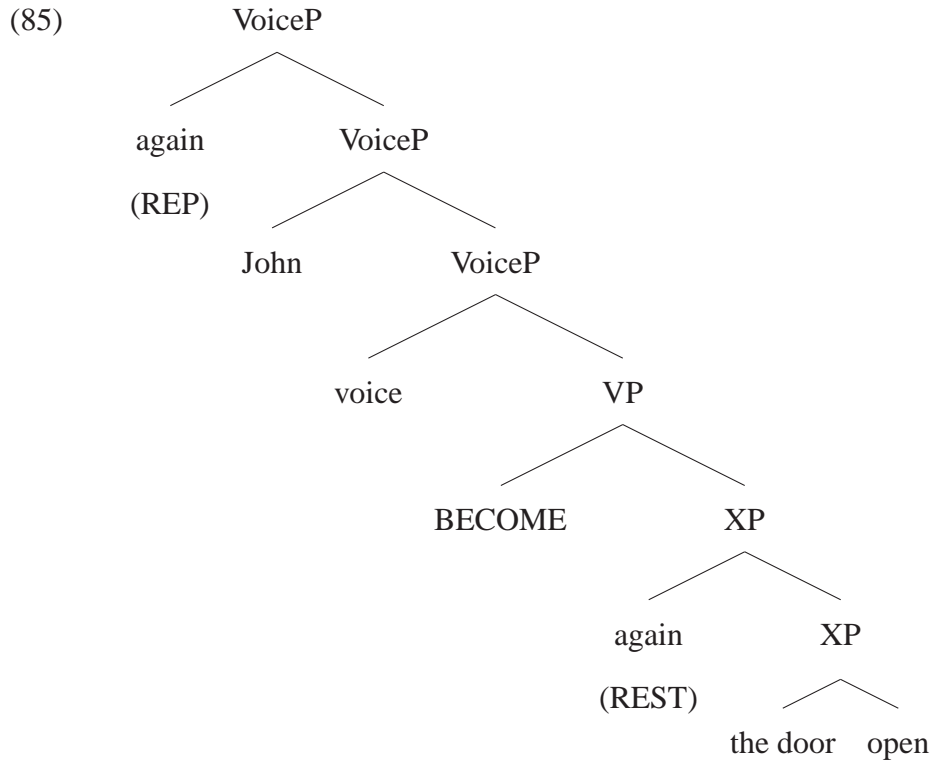 (85) VoiceP
again VoiceP
(REP)
John VoiceP
voice VP
BECOME XP
again XP
(REST)
the door open